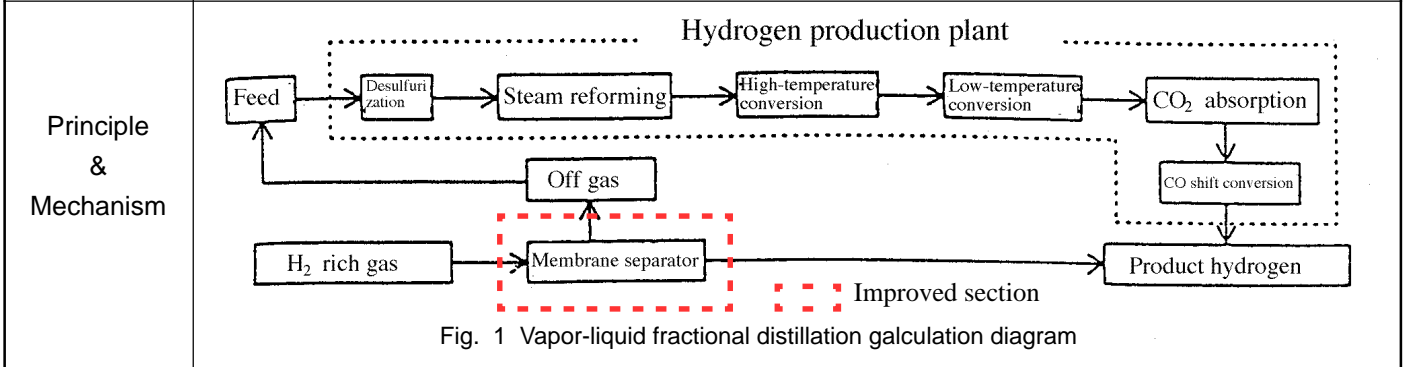 Principle
&
Mechanism
Hydrogen production plant
Feed
Desulfuri
zation
Steam reforming
High-temperature
conversion
Low-temperature
conversion
CO₂ absorption
Off gas
CO shift conversion
H₂ rich gas
Membrane separator
Product hydrogen
Improved section
Fig. 1 Vapor-liquid fractional distillation galculation diagram